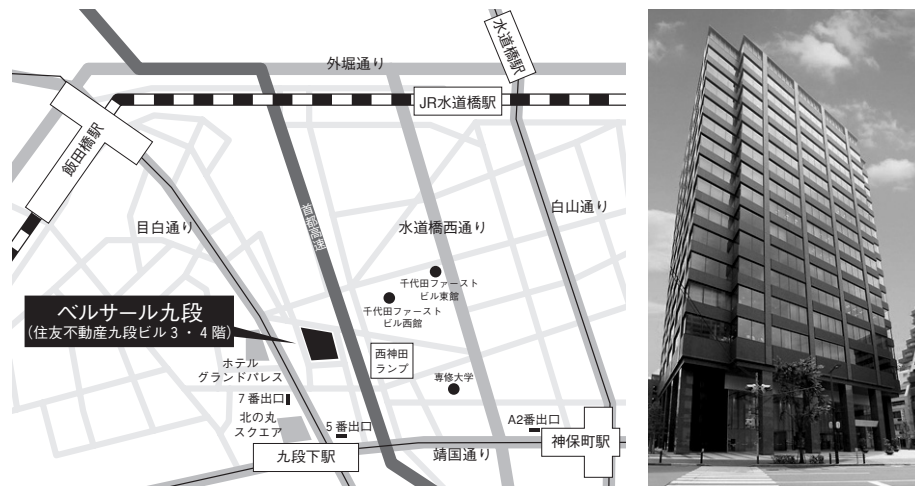 水道橋駅
外堀通り
JR水道橋駅
飯田橋駅
白山通り
目白通り
首都高速
水道橋西通り
千代田ファースト
ビル東館
千代田ファースト
ビル西館
ベルサール九段
(住友不動産九段ビル3・4階)
西神田
ランプ
ホテル
グランドパレス
専修大学
7番出口
北の丸
スクエア
5番出口
A2番出口
神保町駅
九段下駅
靖国通り